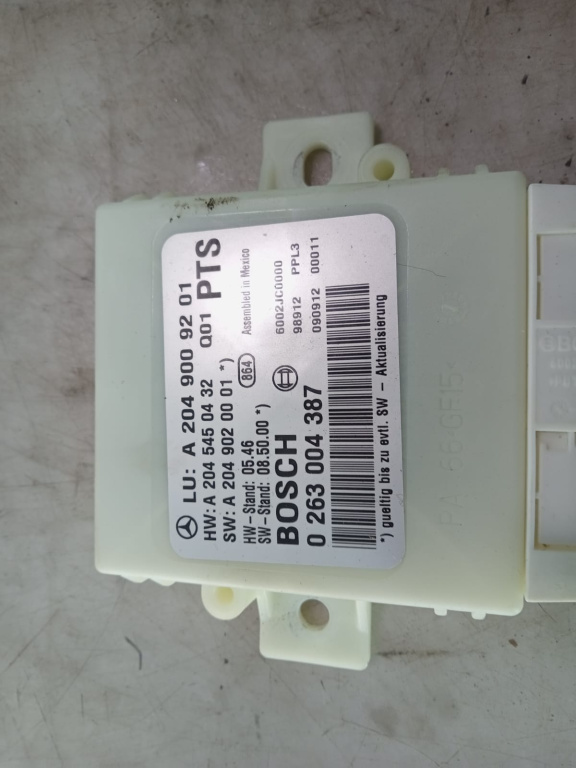 LU: A 204 900 92 01
HW: A 204 545 04 32 Q01 PTS
SW: A 204 902 00 01 *)
HW-Stand: 05.46 864 Assembled in Mexico
SW-Stand: 08.50.00 *)
BOSCH 6002JC0000
98912 PPL3
0 263 004 387 090912 00011
*) gueltig bis zu evtl. SW - Aktualisierung